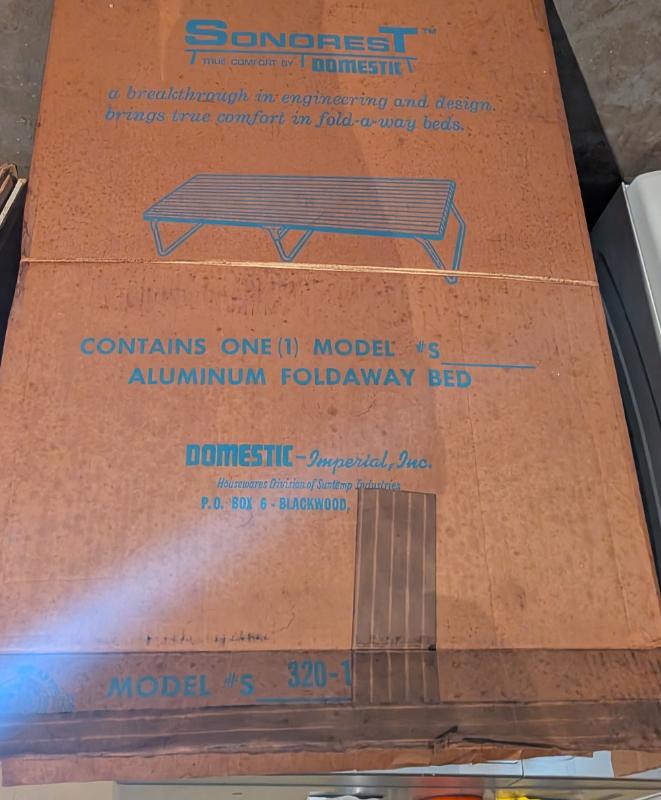 SONOREST™
TRUE COMFORT BY DOMESTIC
a breakthrough in engineering and design.
brings true comfort in fold-a-way beds.
CONTAINS ONE (1) MODEL #S
ALUMINUM FOLDAWAY BED
DOMESTIC-Imperial, Inc.
Housewares Division of Suntemp Industries
P.O. BOX 6 - BLACKWOOD,
MODEL #S 320-1